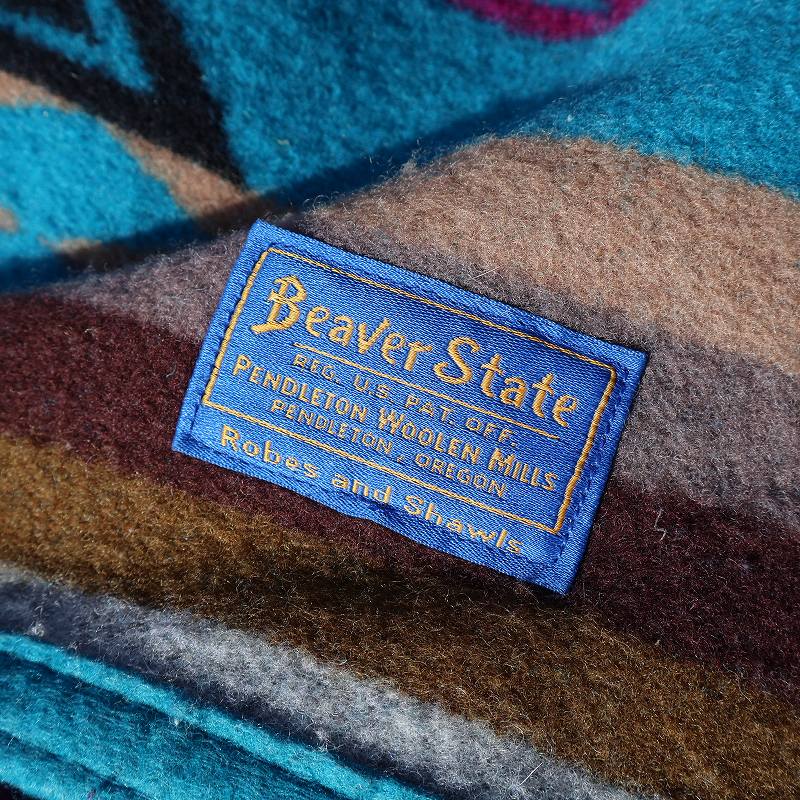 Beaver State
REG. U.S. PAT. OFF.
PENDLETON WOOLEN MILLS
PENDLETON, OREGON
Robes and Shawls